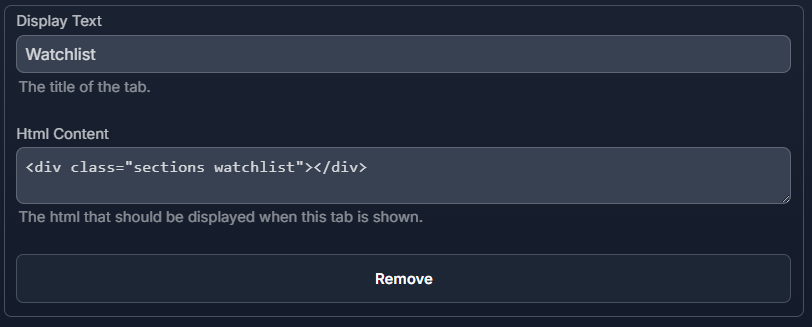 Display Text
Watchlist
The title of the tab.
Html Content
<div class="sections watchlist"></div>
The html that should be displayed when this tab is shown.
Remove